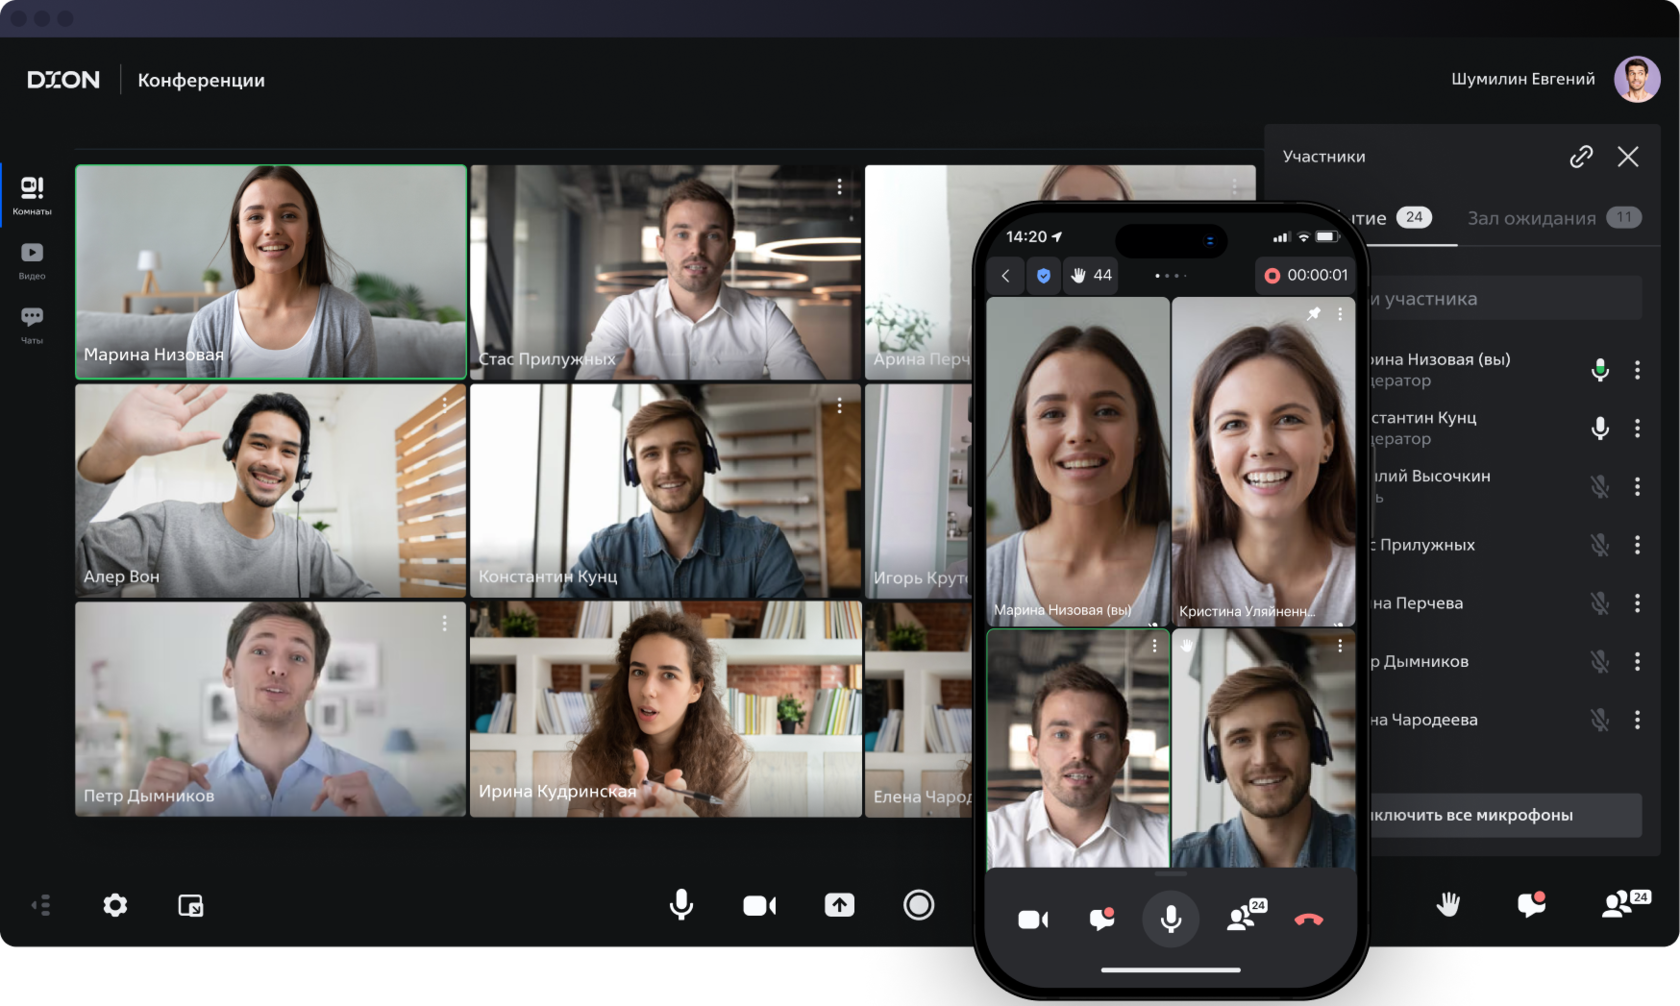 DION
Конференции
Шумилин Евгений
Комнаты
Видео
Чаты
Марина Низовая
Стас Прилужных
Арина Перч
Алер Вон
Константин Кунц
Игорь Крут
Петр Дымников
Ирина Кудринская
Елена Чарод
14:20
44
00:00:01
Марина Низовая (вы)
Кристина Уляйненн...
24
Участники
ытие 24
Зал ожидания 11
и участника
рина Низовая (вы)
дератор
стантин Кунц
дератор
лий Высочкин
ь
с Прилужных
на Перчева
р Дымников
на Чародеева
ключить все микрофоны
24